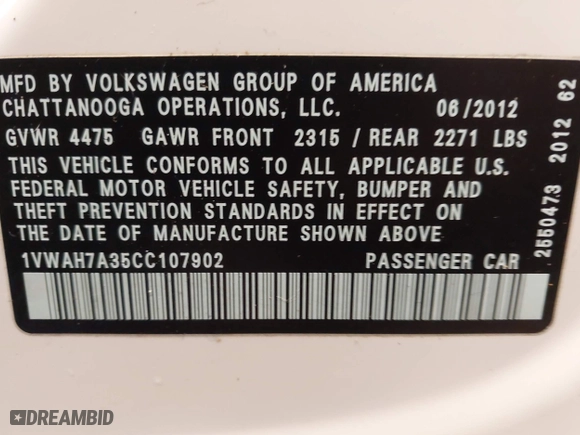 MFD BY VOLKSWAGEN GROUP OF AMERICA
CHATTANOOGA OPERATIONS, LLC. 06/2012
GVWR 4475 GAWR FRONT 2315 / REAR 2271 LBS
THIS VEHICLE CONFORMS TO ALL APPLICABLE U.S.
FEDERAL MOTOR VEHICLE SAFETY, BUMPER AND
THEFT PREVENTION STANDARDS IN EFFECT ON
THE DATE OF MANUFACTURE SHOWN ABOVE
1VWAH7A35CC107902 PASSENGER CAR
2550473 2012 62
DREAMBID